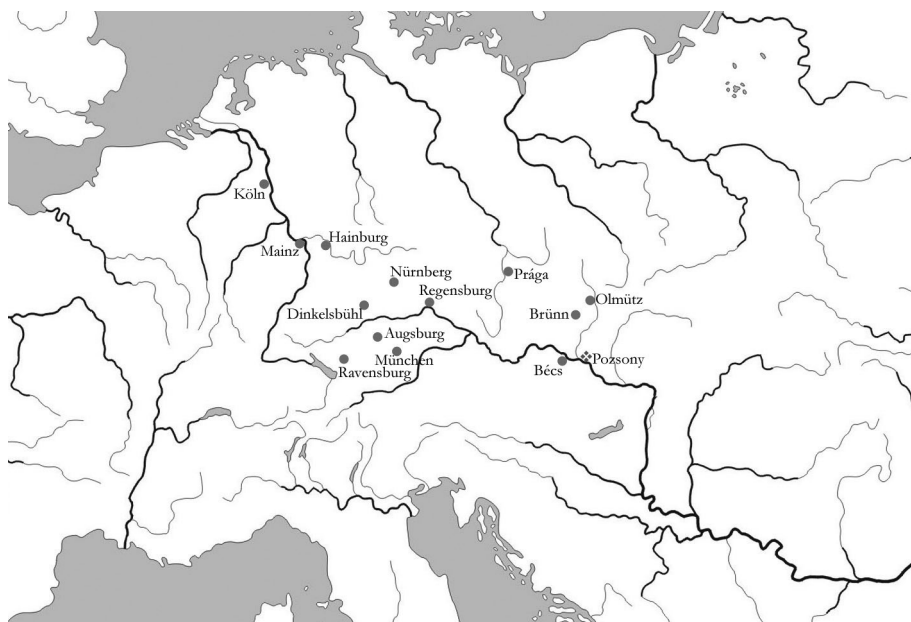 Köln
Hainburg
Mainz
Nürnberg
Prága
Regensburg
Olmütz
Dinkelsbühl
Brünn
Augsburg
München
Pozsony
Bécs
Ravensburg